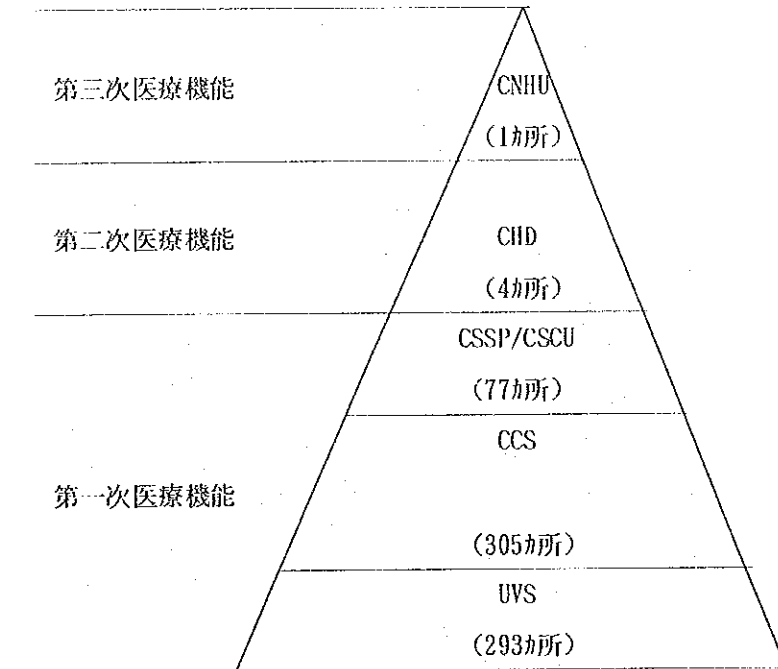 第三次医療機能
CNHU
(1ｶ所)
第二次医療機能
CHD
(4ｶ所)
CSSP/CSCU
(77ｶ所)
CCS
第一次医療機能
(305ｶ所)
UVS
(293ｶ所)